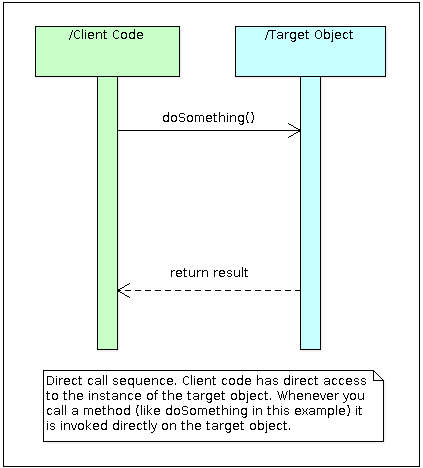 /Client Code
/Target Object
doSomething()
return result
Direct call sequence. Client code has direct access
to the instance of the target object. Whenever you
call a method (like doSomething in this example) it
is invoked directly on the target object.